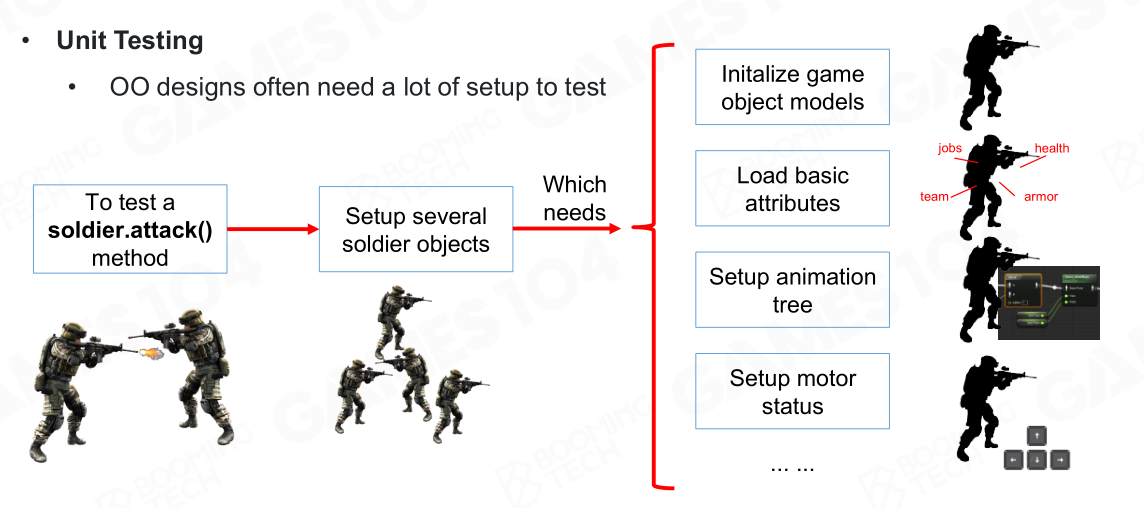 • Unit Testing
• OO designs often need a lot of setup to test
To test a
soldier.attack()
method
Setup several
soldier objects
Which
needs
Initalize game
object models
Load basic
attributes
Setup animation
tree
Setup motor
status
... ...
jobs
health
team
armor
BOOMING
TECH
GAMES104